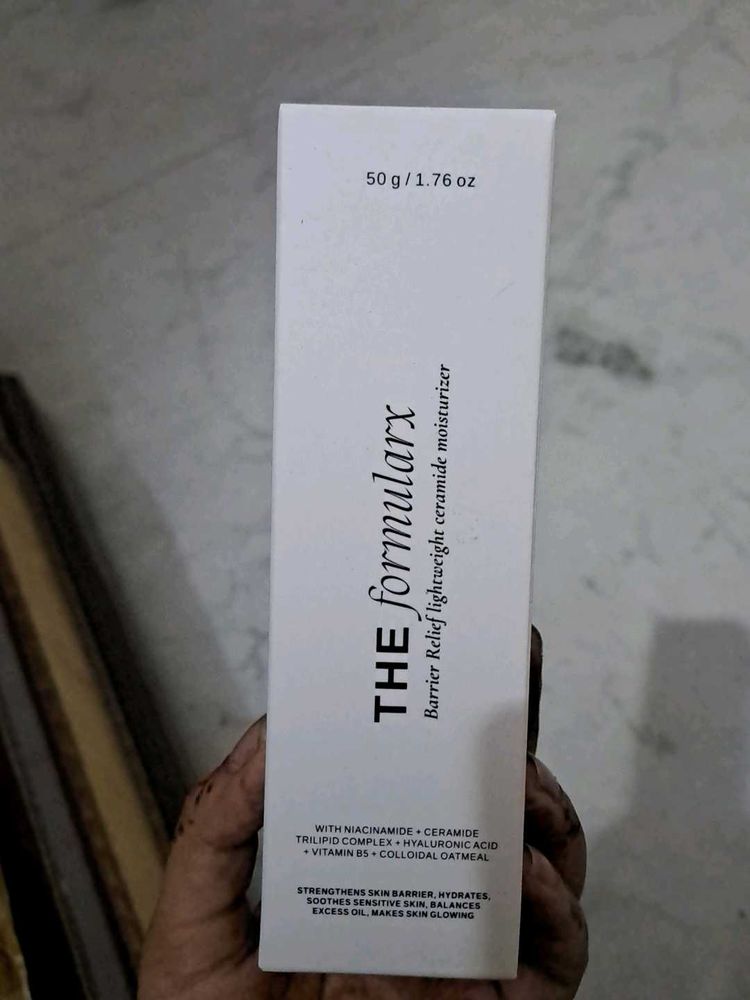 50 g / 1.76 oz
THE formularx
Barrier Relief lightweight ceramide moisturizer
WITH NIACINAMIDE + CERAMIDE
TRILIPID COMPLEX + HYALURONIC ACID
+ VITAMIN B5 + COLLOIDAL OATMEAL
STRENGTHENS SKIN BARRIER, HYDRATES,
SOOTHES SENSITIVE SKIN, BALANCES
EXCESS OIL, MAKES SKIN GLOWING